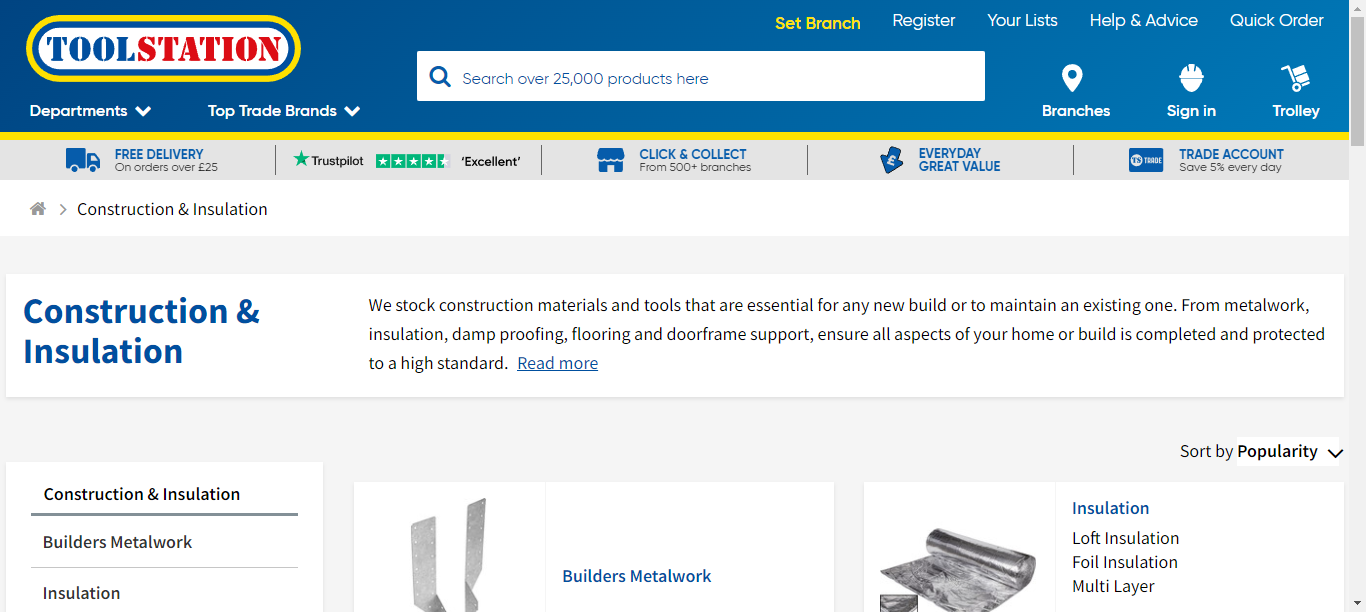 Set Branch
Register
Your Lists
Help & Advice
Quick Order
TOOLSTATION
Search over 25,000 products here
Departments
Top Trade Brands
Branches
Sign in
Trolley
FREE DELIVERY
On orders over £25
Trustpilot
'Excellent'
CLICK & COLLECT
From 500+ branches
£
EVERYDAY
GREAT VALUE
TS TRADE
TRADE ACCOUNT
Save 5% every day
Construction & Insulation
Construction &
Insulation
We stock construction materials and tools that are essential for any new build or to maintain an existing one. From metalwork,
insulation, damp proofing, flooring and doorframe support, ensure all aspects of your home or build is completed and protected
to a high standard. Read more
Sort by Popularity
Construction & Insulation
Builders Metalwork
Insulation
Builders Metalwork
Insulation
Loft Insulation
Foil Insulation
Multi Layer